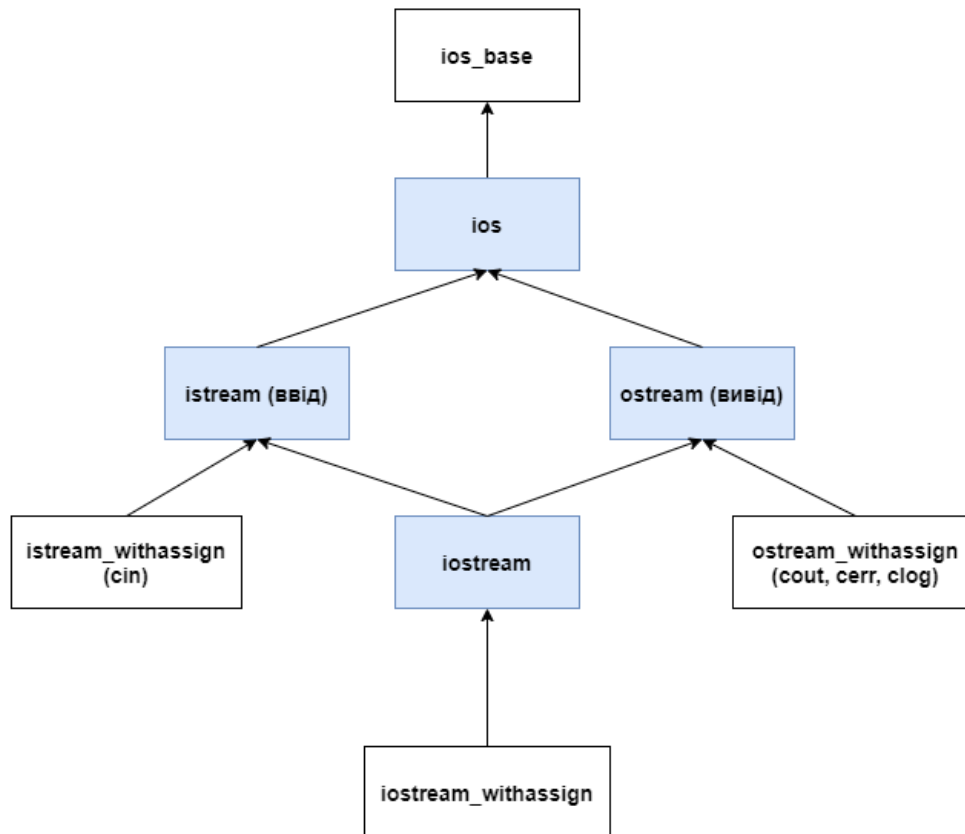 ios_base
ios
istream (ввід)
ostream (вивід)
istream_withassign
(cin)
iostream
ostream_withassign
(cout, cerr, clog)
iostream_withassign